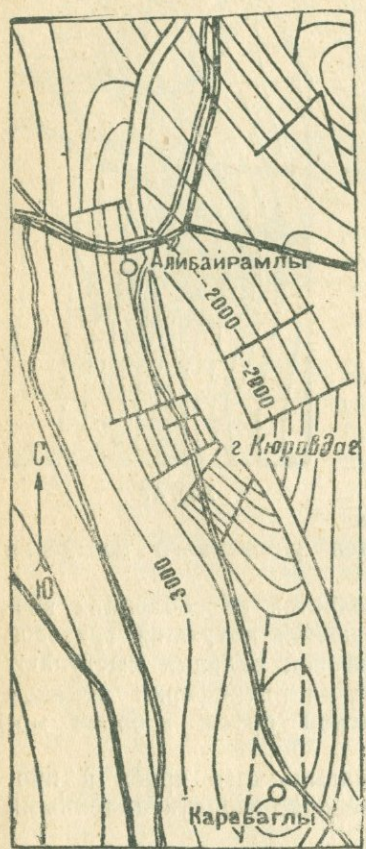 Алибайрамлы
-2000
-2800
г Кюровдаг
С
Ю
-3000
Карабаглы